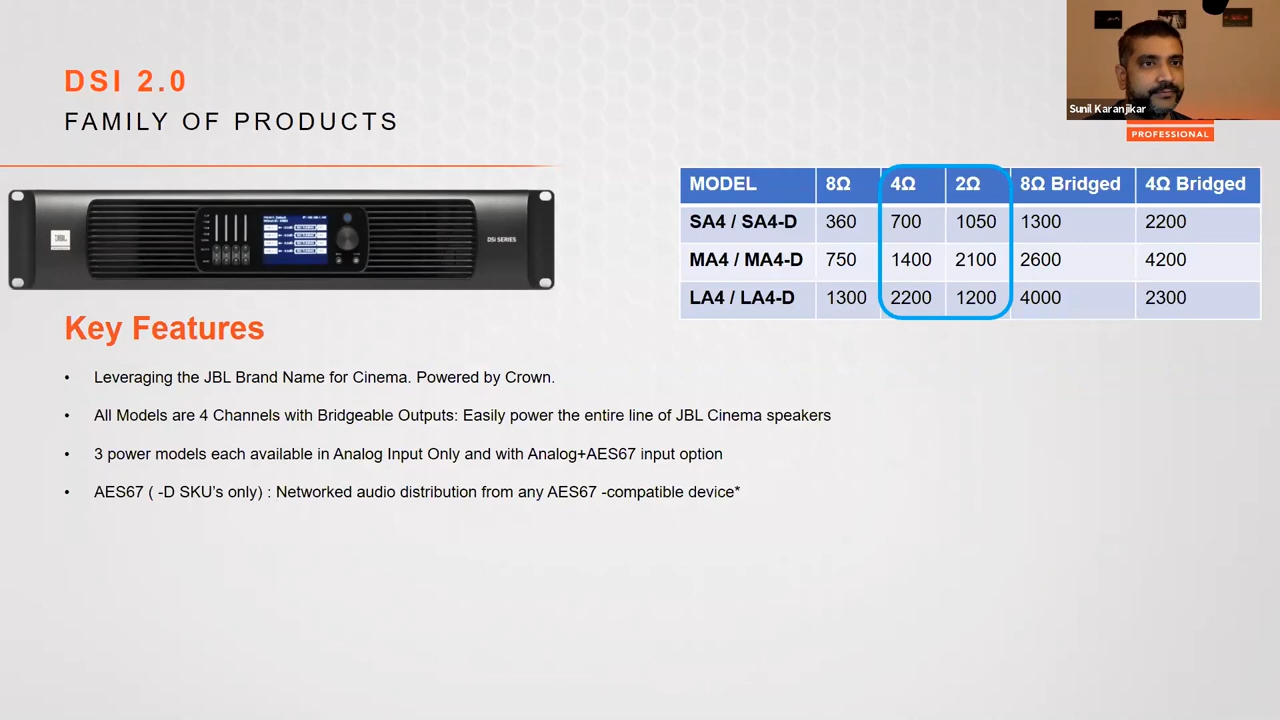 DSI 2.0
FAMILY OF PRODUCTS
Sunil Karanjikar
PROFESSIONAL
MODEL 8Ω 4Ω 2Ω 8Ω Bridged 4Ω Bridged
SA4 / SA4-D 360 700 1050 1300 2200
MA4 / MA4-D 750 1400 2100 2600 4200
LA4 / LA4-D 1300 2200 1200 4000 2300
JBL
DSi SERIES
Key Features
• Leveraging the JBL Brand Name for Cinema. Powered by Crown.
• All Models are 4 Channels with Bridgeable Outputs: Easily power the entire line of JBL Cinema speakers
• 3 power models each available in Analog Input Only and with Analog+AES67 input option
• AES67 ( -D SKU's only) : Networked audio distribution from any AES67 -compatible device*